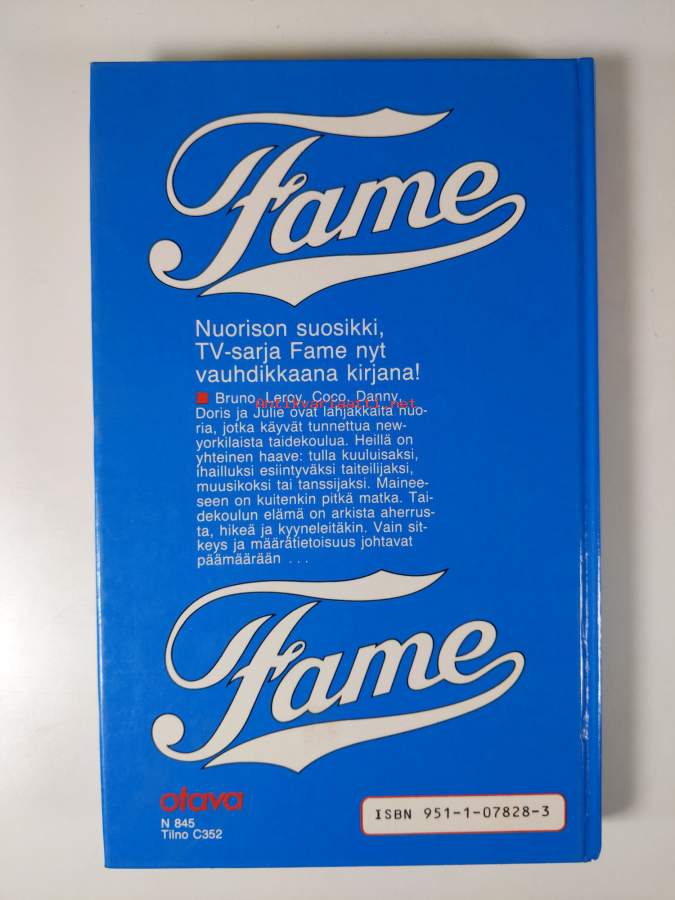 Fame
Nuorison suosikki,
TV-sarja Fame nyt
vauhdikkaana kirjana!
Bruno, Leroy, Coco, Danny,
Antikvariaatti.net
Doris ja Julie ovat lahjakkaita nuo-
ria, jotka käyvät tunnettua new-
yorkilaista taidekoulua. Heillä on
yhteinen haave: tulla kuuluisaksi,
ihailluksi esiintyväksi taiteilijaksi,
muusikoksi tai tanssijaksi. Mainee-
seen on kuitenkin pitkä matka. Tai-
dekoulun elämä on arkista aherrus-
ta, hikeä ja kyyneleitäkin. Vain sit-
keys ja määrätietoisuus johtavat
päämäärään . . .
Fame
otava
N 845
Tilno C352
ISBN 951-1-07828-3